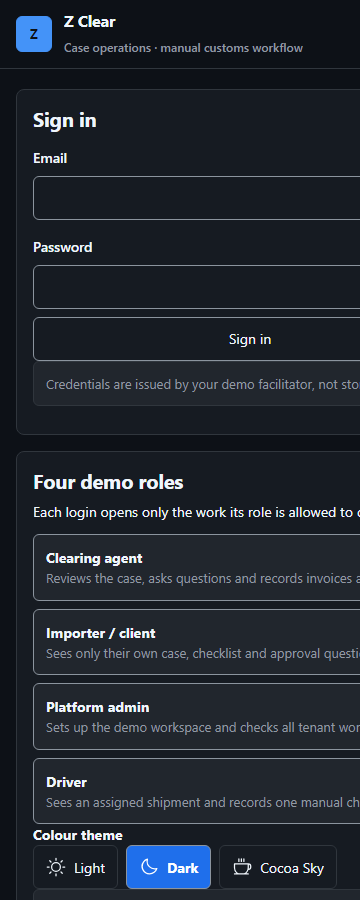 Z
Z Clear
Case operations · manual customs workflow
Sign in
Email
Password
Sign in
Credentials are issued by your demo facilitator, not
Four demo roles
Each login opens only the work its role is allowed to
Clearing agent
Reviews the case, asks questions and records invoices
Importer / client
Sees only their own case, checklist and approval
Platform admin
Sets up the demo workspace and checks all tenant
Driver
Sees an assigned shipment and records one manual
Colour theme
Light
Dark
Cocoa Sky